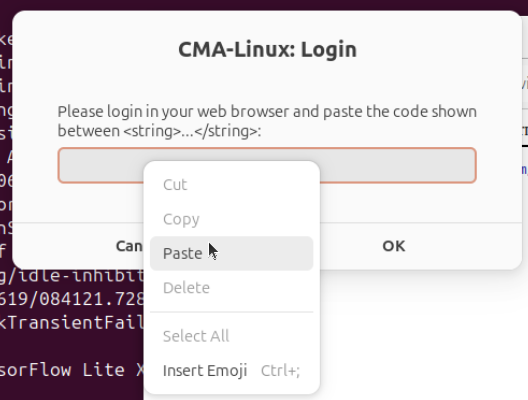 CMA-Linux: Login
Please login in your web browser and paste the code shown
between <string>...</string>:
Cut
Copy
Paste
Delete
Select All
Insert Emoji Ctrl+;
OK
g/idle-inhibit
619/084121.728
kTransientFail
sorFlow Lite X